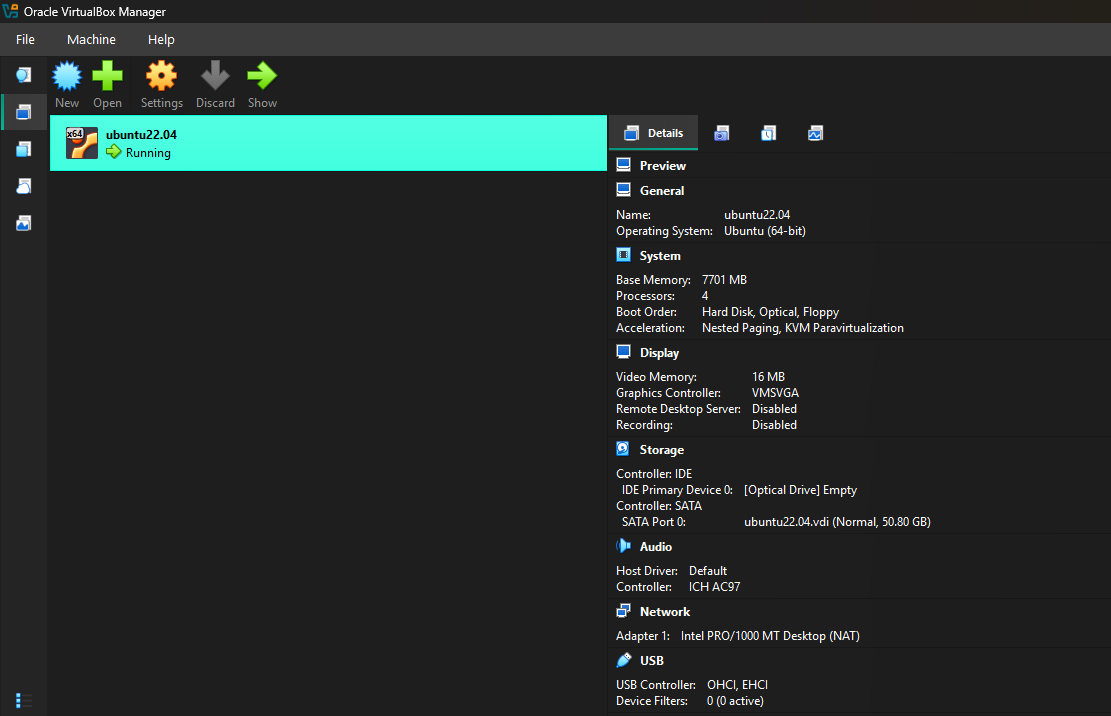 Oracle VirtualBox Manager
File Machine Help
New Open Settings Discard Show
x64
ubuntu22.04
Running
Details
Preview
General
Name: ubuntu22.04
Operating System: Ubuntu (64-bit)
System
Base Memory: 7701 MB
Processors: 4
Boot Order: Hard Disk, Optical, Floppy
Acceleration: Nested Paging, KVM Paravirtualization
Display
Video Memory: 16 MB
Graphics Controller: VMSVGA
Remote Desktop Server: Disabled
Recording: Disabled
Storage
Controller: IDE
IDE Primary Device 0: [Optical Drive] Empty
Controller: SATA
SATA Port 0: ubuntu22.04.vdi (Normal, 50.80 GB)
Audio
Host Driver: Default
Controller: ICH AC97
Network
Adapter 1: Intel PRO/1000 MT Desktop (NAT)
USB
USB Controller: OHCI, EHCI
Device Filters: 0 (0 active)